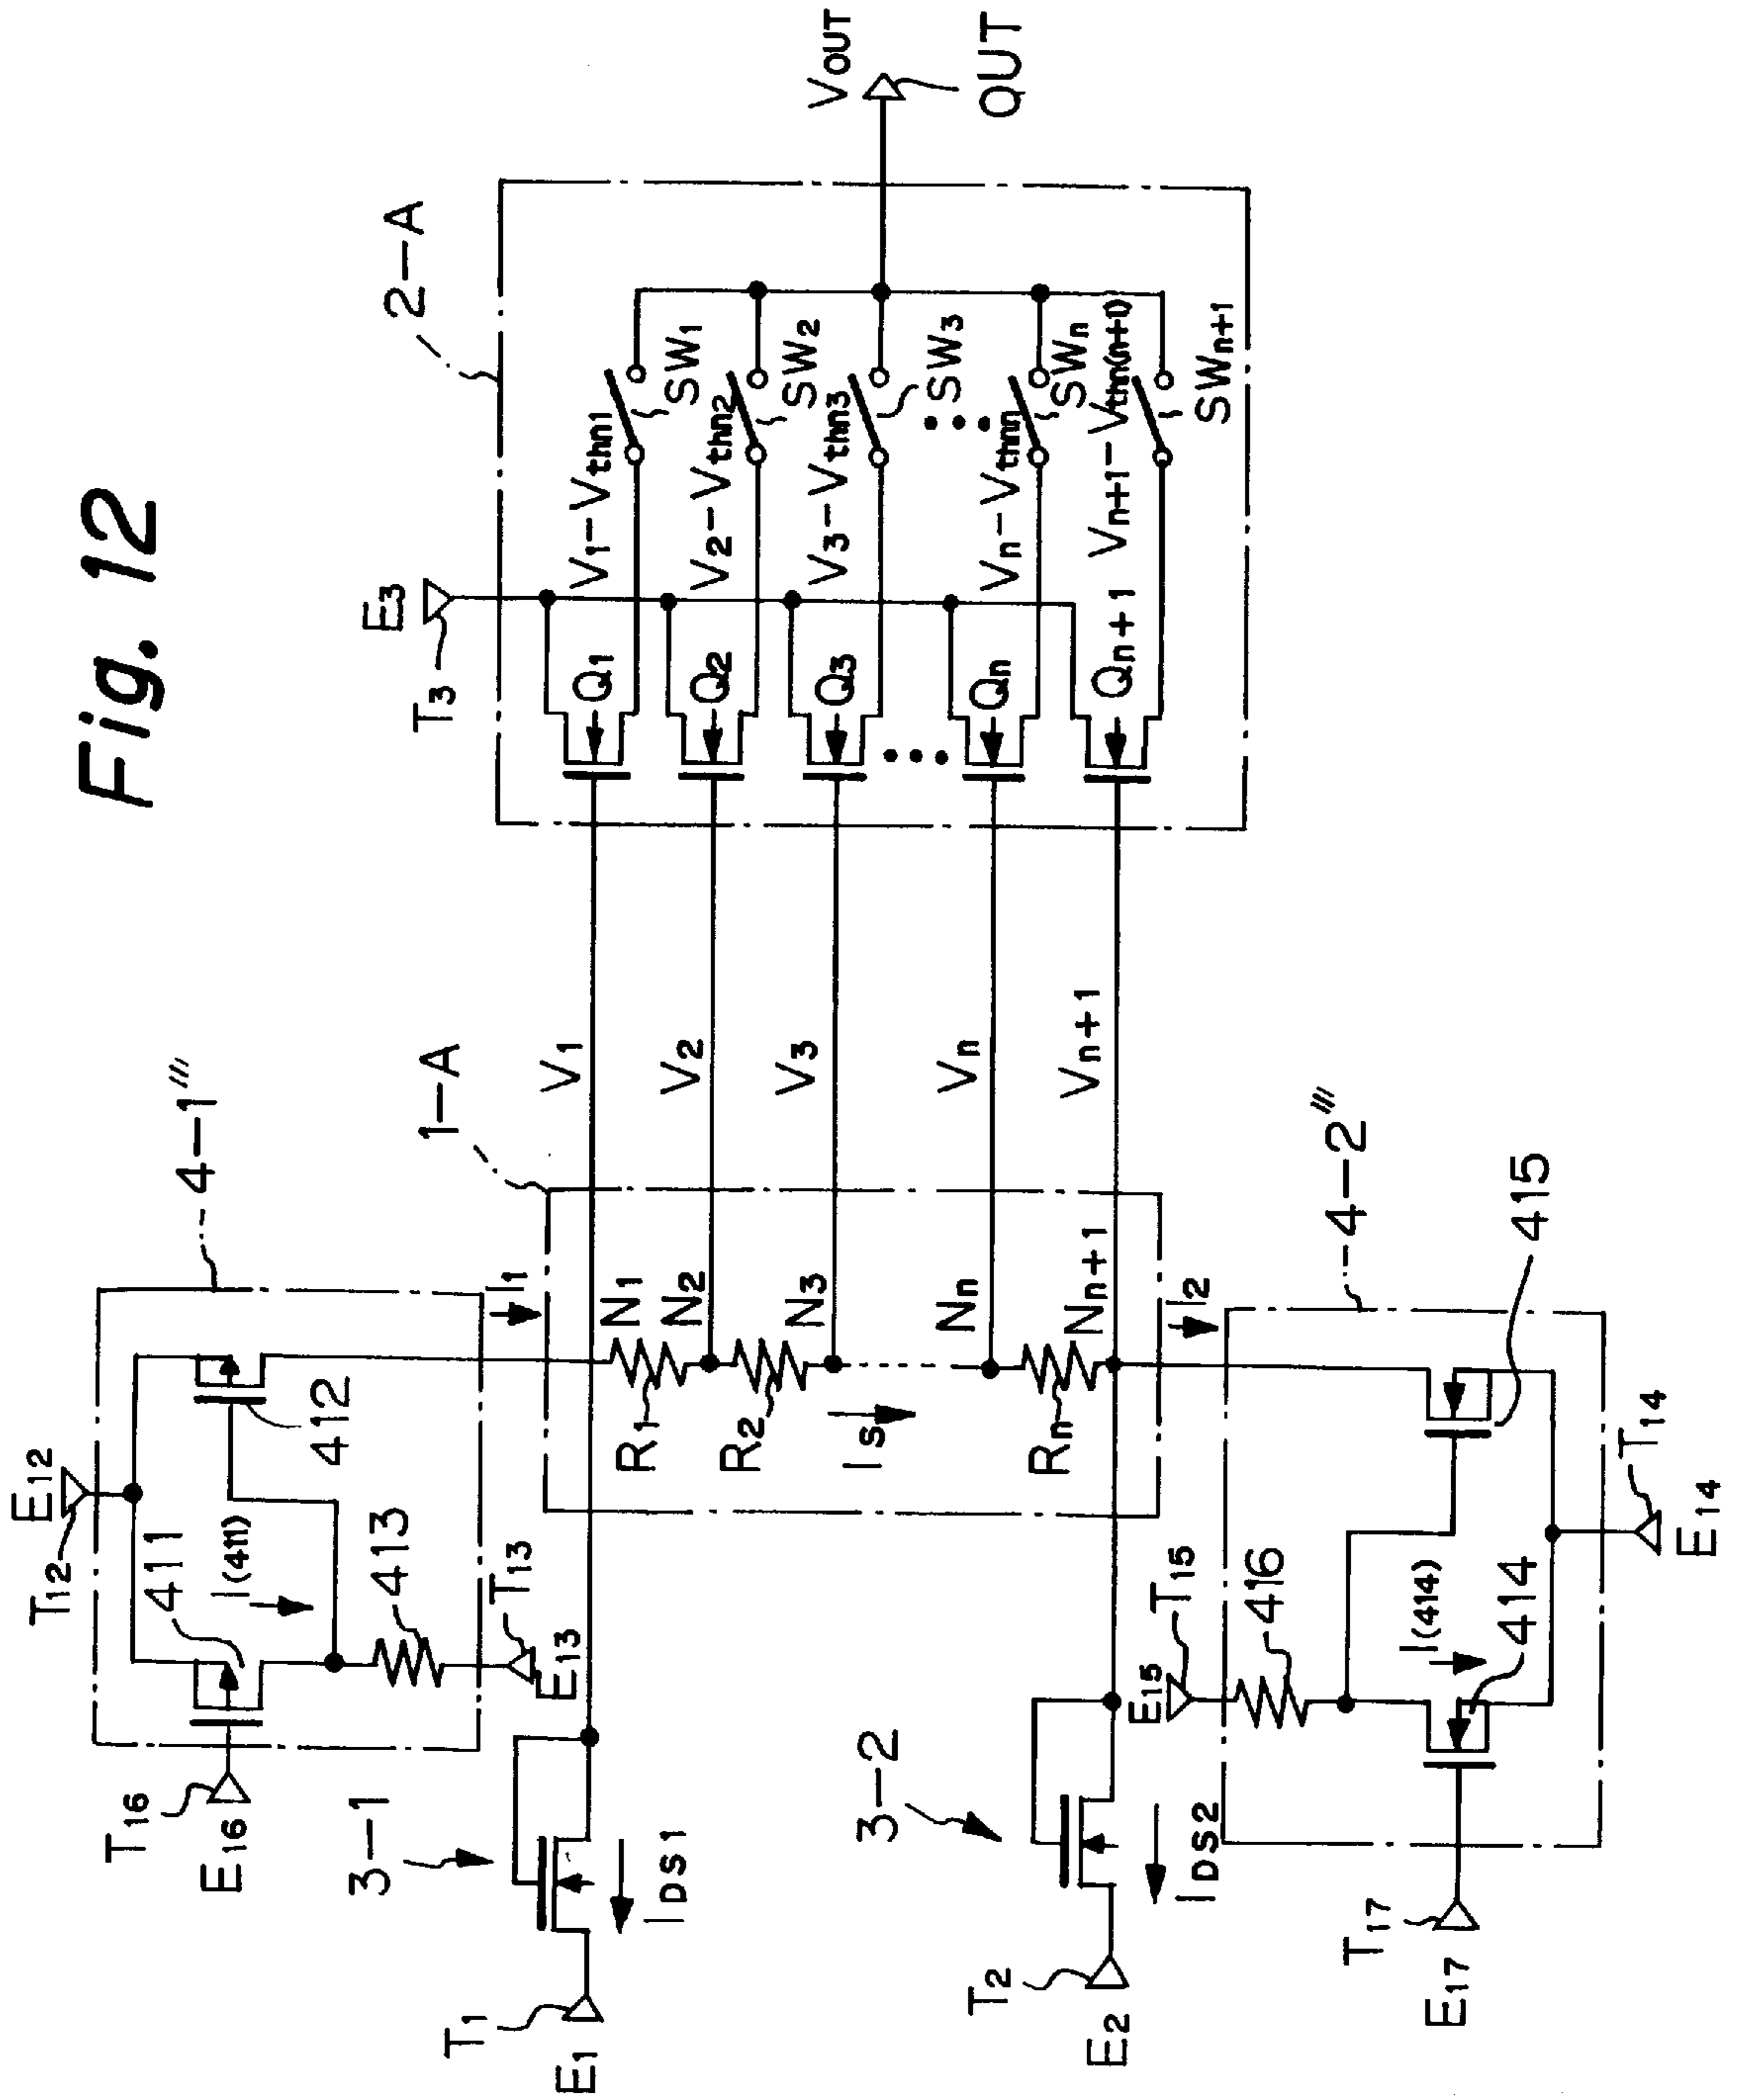 Fig. 12
E12
T12
4-1'''
411
412
I(411)
413
T16
E16
T13
E13
I1
1-A
3-1
IDS1
T1
E1
R1
N1
N2
R2
N3
IS
Nn
Rn
Nn+1
V1
V2
V3
Vn
Vn+1
E3
T3
2-A
Q1
Q2
Q3
Qn
Qn+1
V1-Vthn1
V2-Vthn2
V3-Vthn3
Vn-Vthnn
Vn+1-Vthn(n+1)
SW1
SW2
SW3
SWn
SWn+1
VOUT
QUT
3-2
IDS2
T2
E2
I2
4-2'''
E15
T15
416
I(414)
414
415
T17
E17
T14
E14